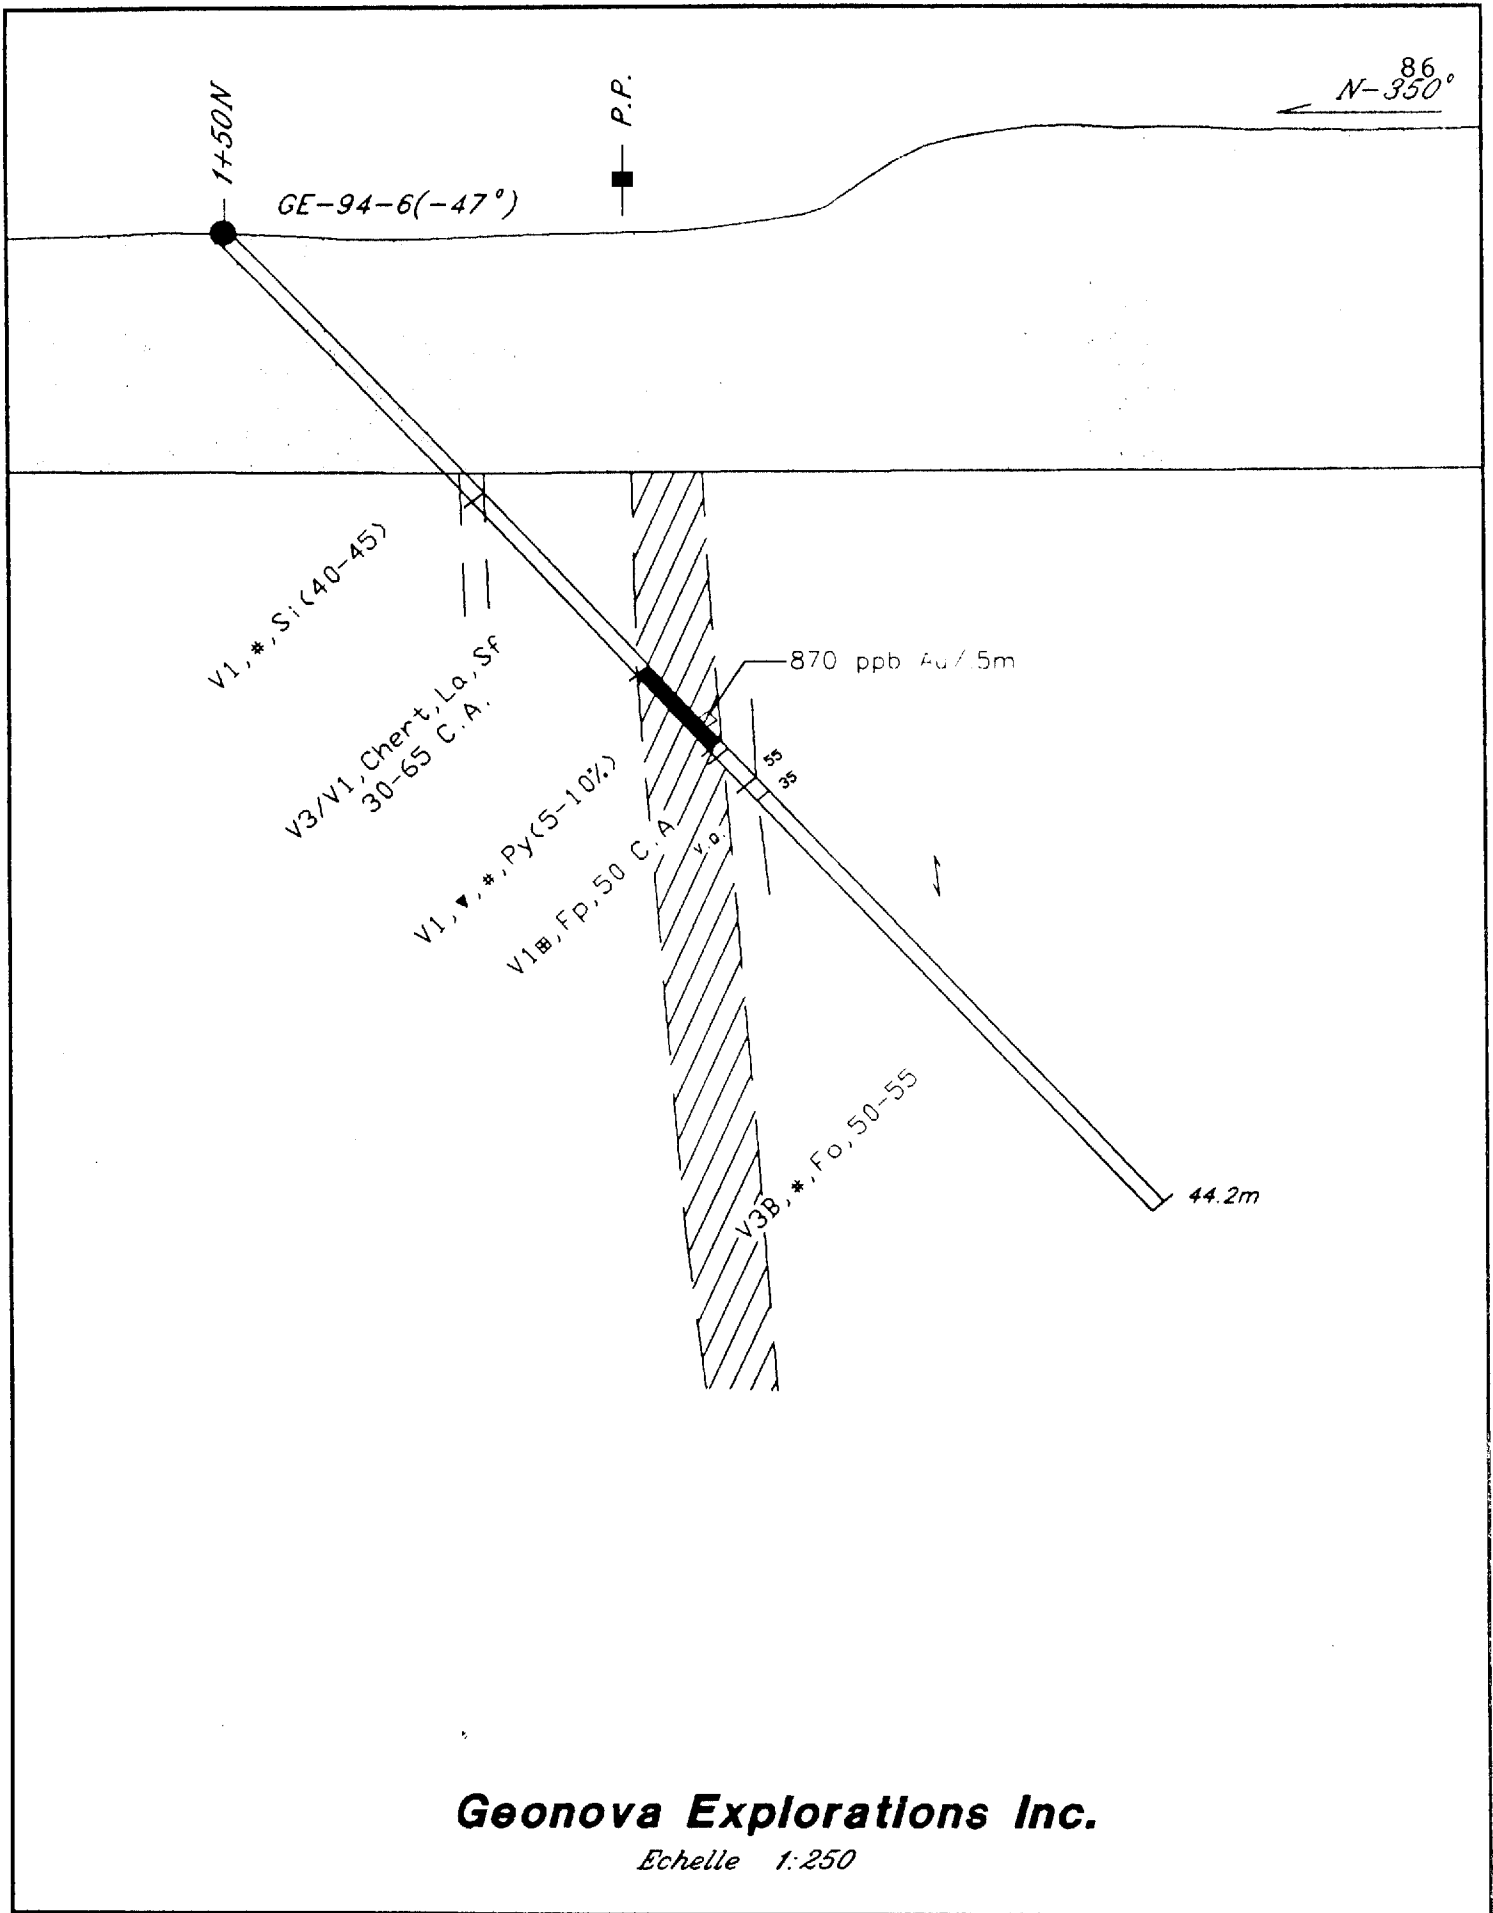 86
N-350°
1+50N
P.P.
GE-94-6(-47°)
V1,*,Si(40-45)
V3/V1,Chert,La,Sf
30-65 C.A.
870 ppb Au/.5m
V1,▼,*,Py(5-10%)
V1⊞,Fp,50 C.A
V.Q.
55
35
V3B,*,Fo,50-55
44.2m
Geonova Explorations Inc.
Echelle 1:250